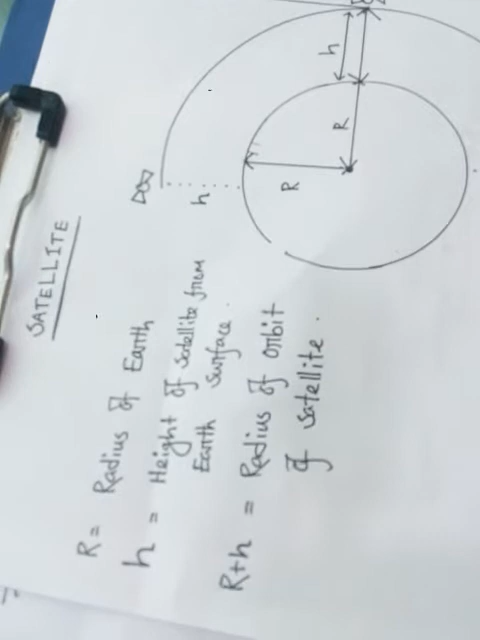 SATELLITE
R = Radius of Earth
h = Height of satellite from
Earth surface.
R+h = Radius of orbit
of satellite.
h
R
R
h